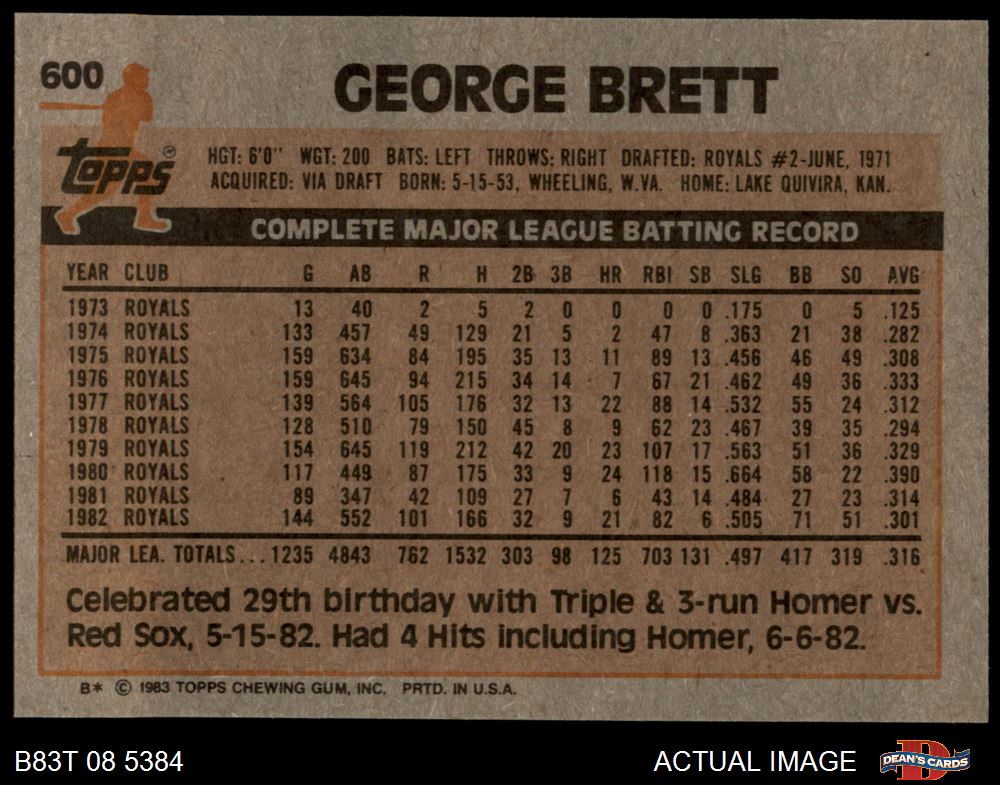 600
GEORGE BRETT
topps®
HGT: 6'0" WGT: 200 BATS: LEFT THROWS: RIGHT DRAFTED: ROYALS #2-JUNE, 1971
ACQUIRED: VIA DRAFT BORN: 5-15-53, WHEELING, W.VA. HOME: LAKE QUIVIRA, KAN.
COMPLETE MAJOR LEAGUE BATTING RECORD
YEAR CLUB G AB R H 2B 3B HR RBI SB SLG BB SO AVG
1973 ROYALS 13 40 2 5 2 0 0 0 0 .175 0 5 .125
1974 ROYALS 133 457 49 129 21 5 2 47 8 .363 21 38 .282
1975 ROYALS 159 634 84 195 35 13 11 89 13 .456 46 49 .308
1976 ROYALS 159 645 94 215 34 14 7 67 21 .462 49 36 .333
1977 ROYALS 139 564 105 176 32 13 22 88 14 .532 55 24 .312
1978 ROYALS 128 510 79 150 45 8 9 62 23 .467 39 35 .294
1979 ROYALS 154 645 119 212 42 20 23 107 17 .563 51 36 .329
1980 ROYALS 117 449 87 175 33 9 24 118 15 .664 58 22 .390
1981 ROYALS 89 347 42 109 27 7 6 43 14 .484 27 23 .314
1982 ROYALS 144 552 101 166 32 9 21 82 6 .505 71 51 .301
MAJOR LEA. TOTALS... 1235 4843 762 1532 303 98 125 703 131 .497 417 319 .316
Celebrated 29th birthday with Triple & 3-run Homer vs.
Red Sox, 5-15-82. Had 4 Hits including Homer, 6-6-82.
B* © 1983 TOPPS CHEWING GUM, INC. PRTD. IN U.S.A.
B83T 08 5384 ACTUAL IMAGE D DEAN'S CARDS